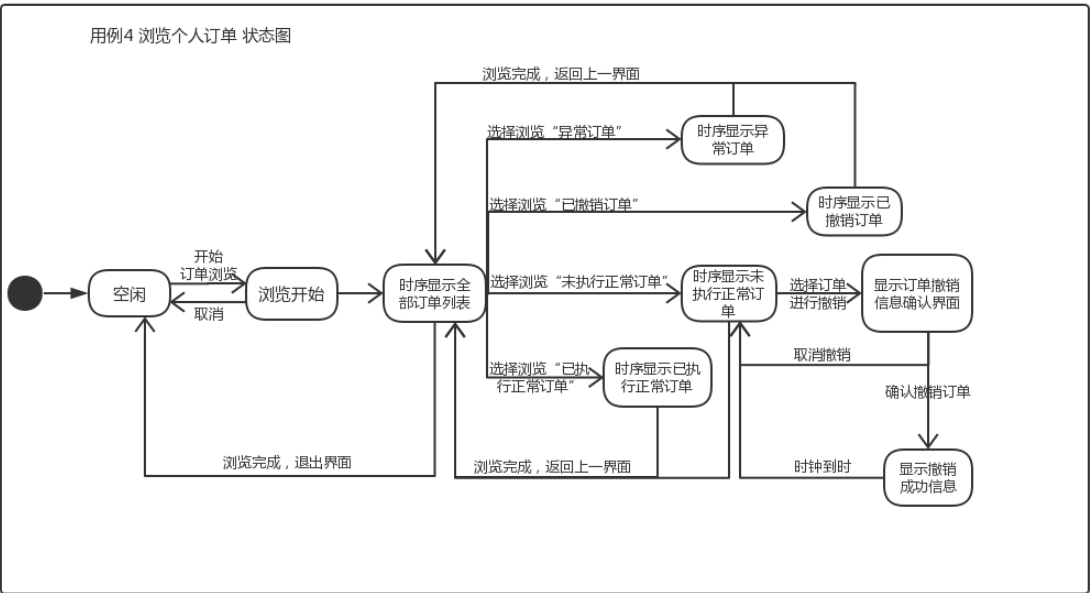 用例4 浏览个人订单 状态图
浏览完成，返回上一界面
选择浏览“异常订单”
时序显示异
常订单
选择浏览“已撤销订单”
时序显示已
撤销订单
开始
订单浏览
空闲
浏览开始
取消
时序显示全
部订单列表
选择浏览“未执行正常订单”
时序显示未
执行正常订
单
选择订单
进行撤销
显示订单撤销
信息确认界面
选择浏览“已执
行正常订单”
时序显示已执
行正常订单
取消撤销
确认撤销订单
浏览完成，退出界面
浏览完成，返回上一界面
时钟到时
显示撤销
成功信息